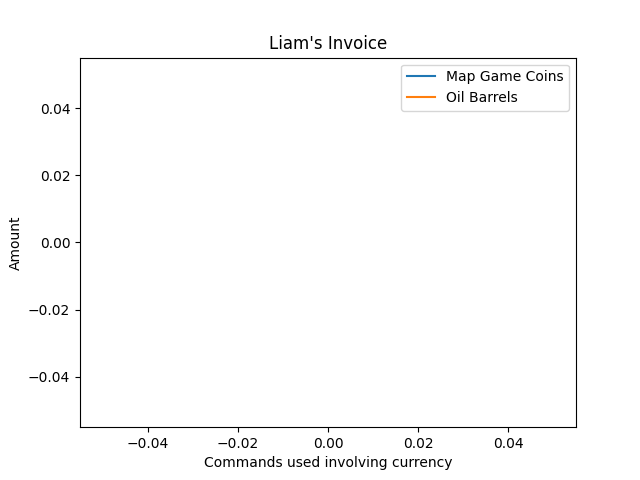 Liam's Invoice
Map Game Coins
Oil Barrels
0.04
0.02
0.00
−0.02
−0.04
Amount
−0.04 −0.02 0.00 0.02 0.04
Commands used involving currency